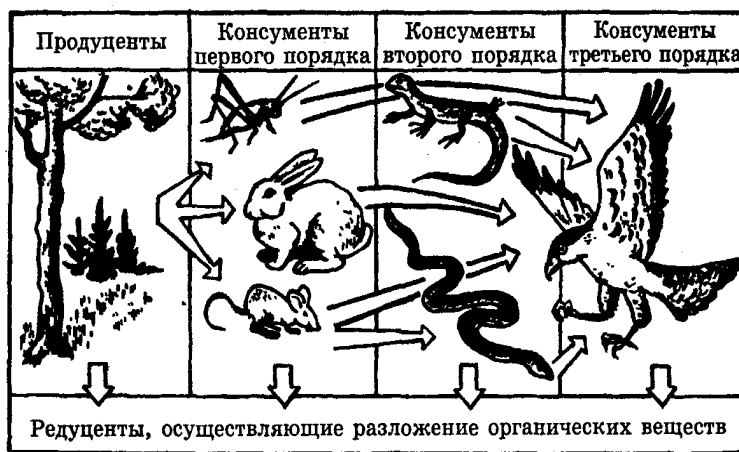 Продуценты
Консументы
первого порядка
Консументы
второго порядка
Консументы
третьего порядка
Редуценты, осуществляющие разложение органических веществ